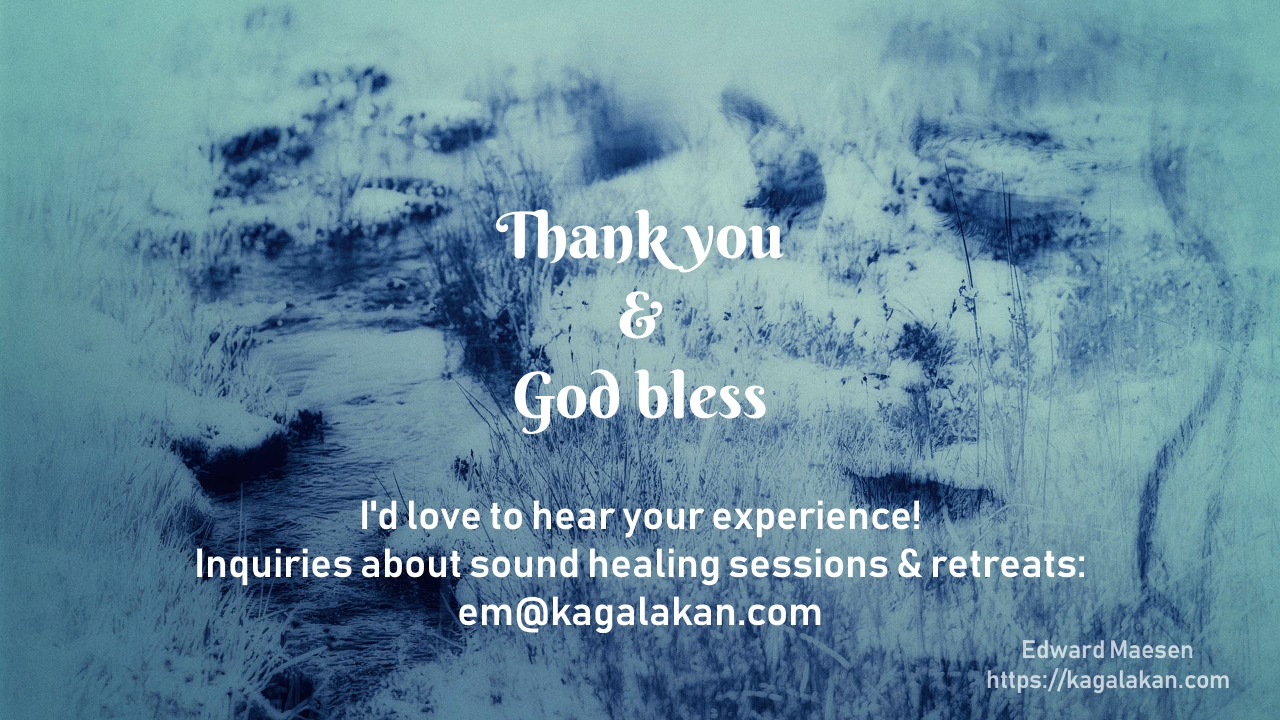 Thank you
&
God bless
I'd love to hear your experience!
Inquiries about sound healing sessions & retreats:
em@kagalakan.com
Edward Maesen
https://kagalakan.com